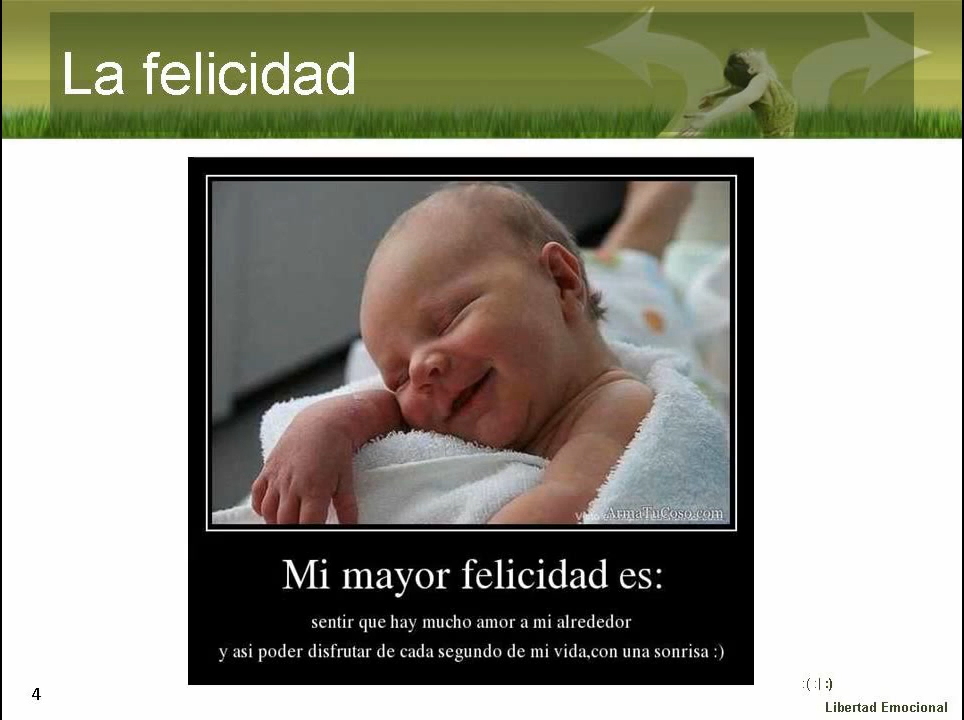 La felicidad
ArmaTuCoso.com
Mi mayor felicidad es:
sentir que hay mucho amor a mi alrededor
y asi poder disfrutar de cada segundo de mi vida,con una sonrisa :)
4
:( :| :)
Libertad Emocional